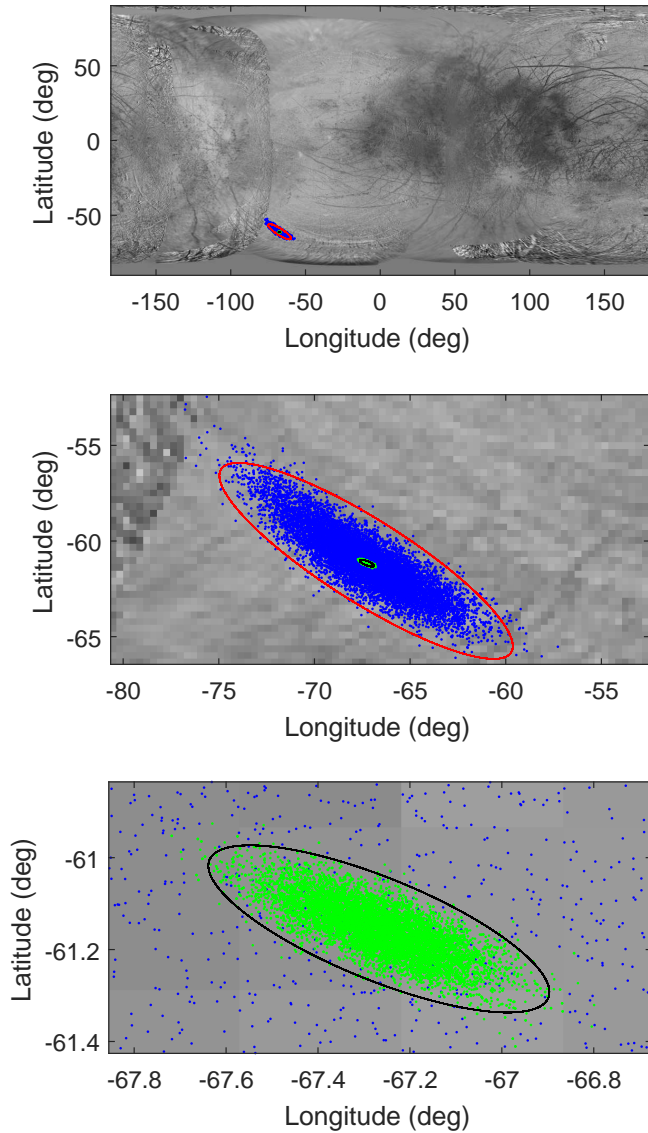 50
0
-50
Latitude (deg)
-150 -100 -50 0 50 100 150
Longitude (deg)
-55
-60
-65
Latitude (deg)
-80 -75 -70 -65 -60 -55
Longitude (deg)
-61
-61.2
-61.4
Latitude (deg)
-67.8 -67.6 -67.4 -67.2 -67 -66.8
Longitude (deg)